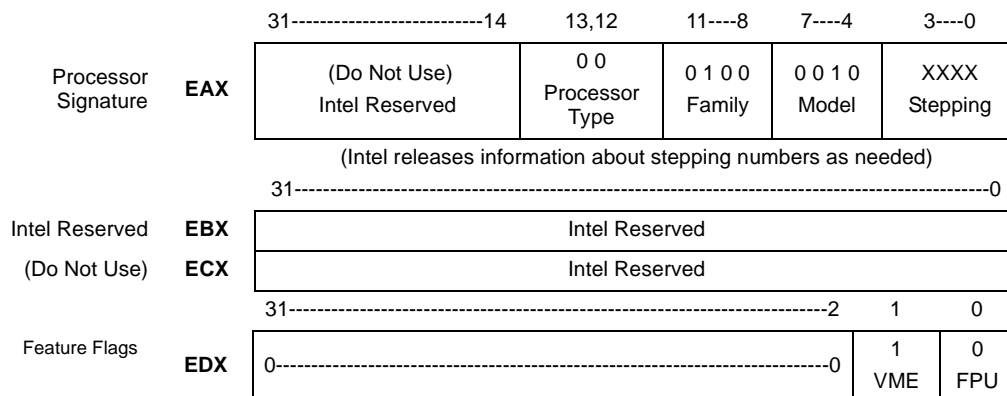 31---------------------------14 13,12 11----8 7----4 3----0
Processor Signature EAX (Do Not Use) Intel Reserved 0 0 Processor Type 0 1 0 0 Family 0 0 1 0 Model XXXX Stepping
(Intel releases information about stepping numbers as needed)
31----------------------------------------------------------------------------------------------------0
Intel Reserved EBX Intel Reserved
(Do Not Use) ECX Intel Reserved
31--------------------------------------------------------------------------------2 1 0
Feature Flags EDX 0--------------------------------------------------------------------------------0 1 VME 0 FPU